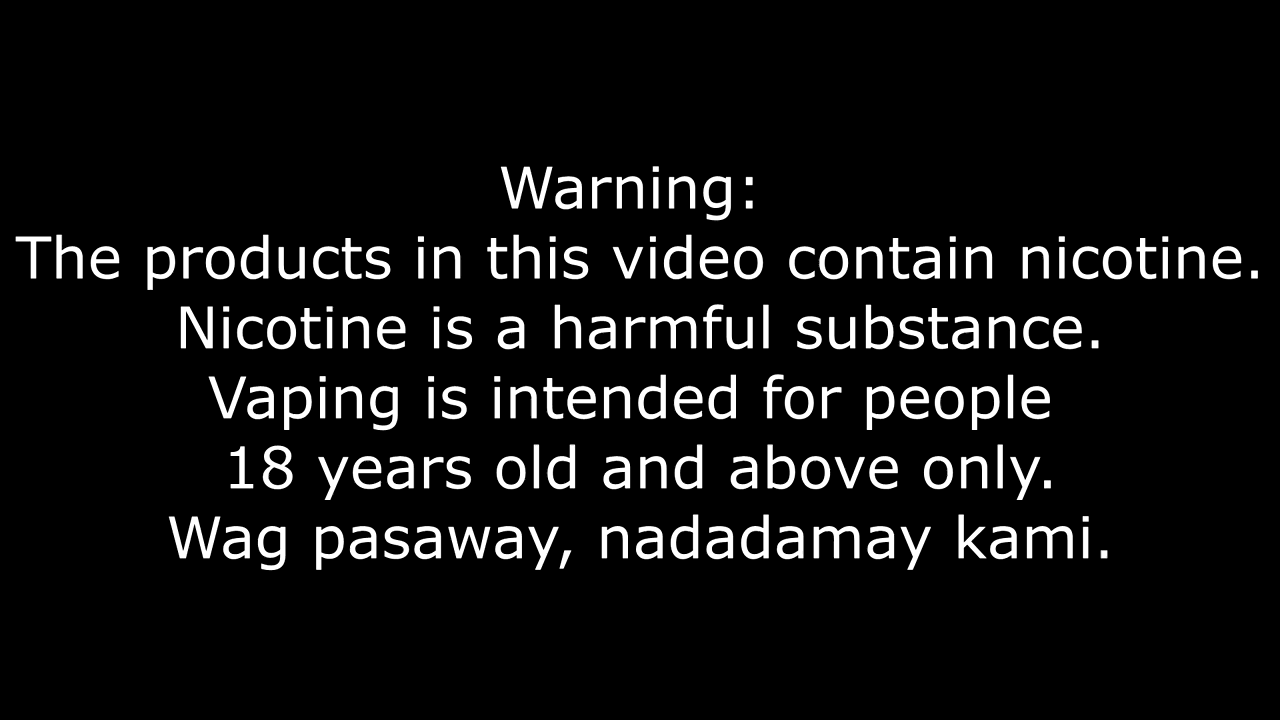 Warning:
The products in this video contain nicotine.
Nicotine is a harmful substance.
Vaping is intended for people
18 years old and above only.
Wag pasaway, nadadamay kami.